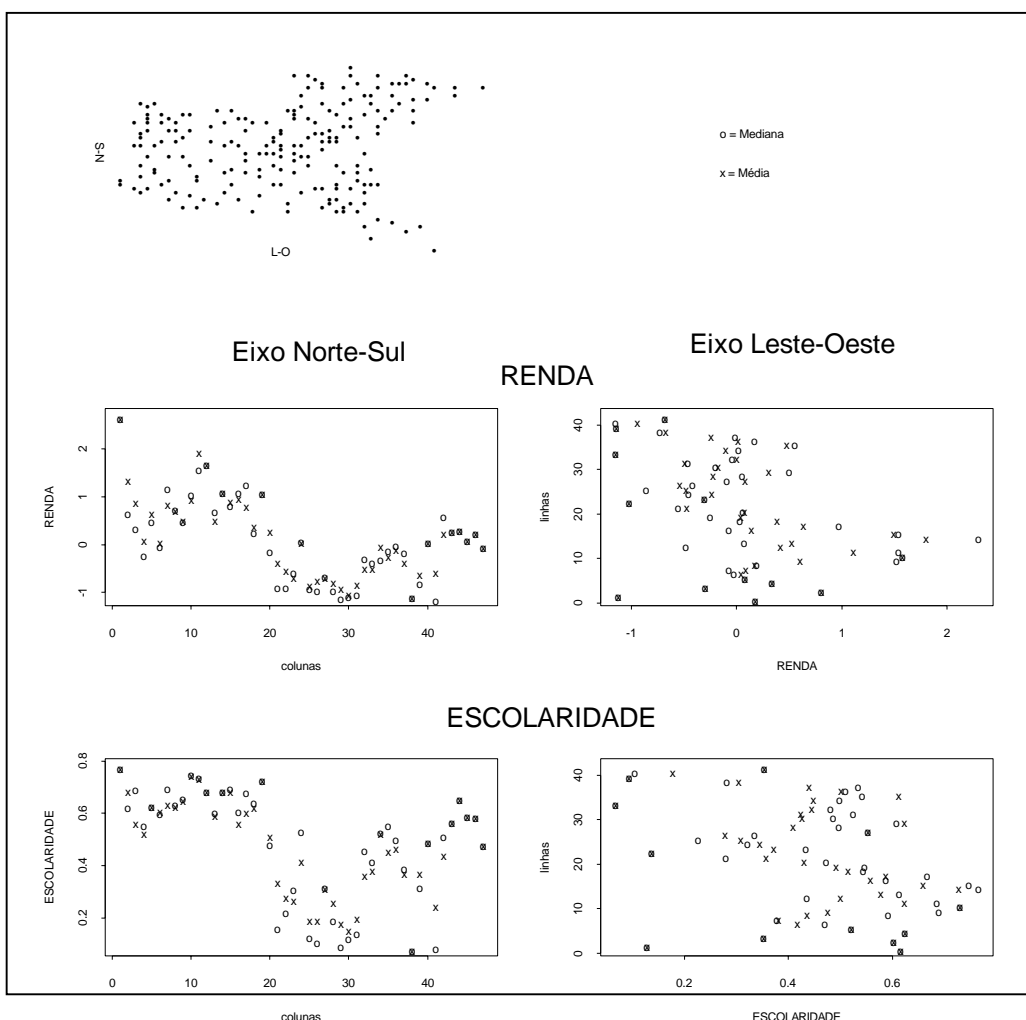 o = Mediana
x = Média
N-S
L-O
Eixo Norte-Sul
Eixo Leste-Oeste
RENDA
RENDA
2
1
0
-1
0
10
20
30
40
colunas
linhas
40
30
20
10
0
-1
0
1
2
RENDA
ESCOLARIDADE
ESCOLARIDADE
0.8
0.6
0.4
0.2
0
10
20
30
40
colunas
linhas
40
30
20
10
0
0.2
0.4
0.6
ESCOLARIDADE